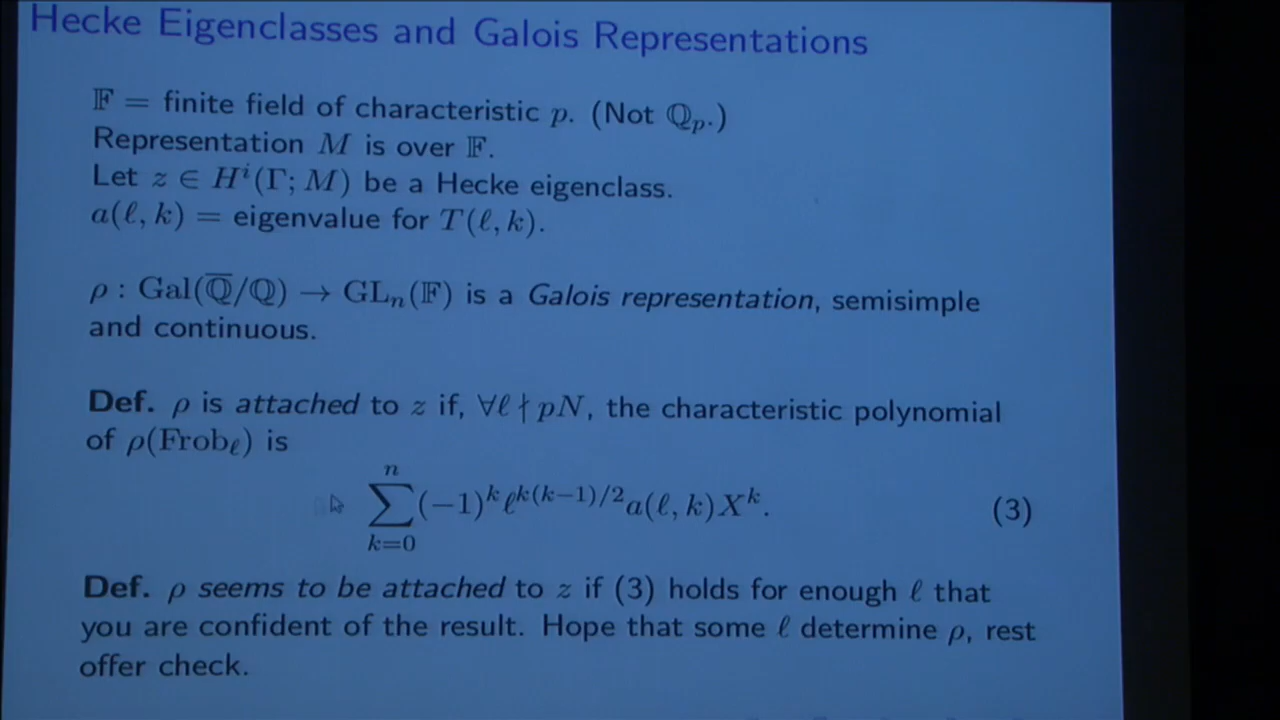 Hecke Eigenclasses and Galois Representations
𝔽 = finite field of characteristic p. (Not ℚₚ.)
Representation M is over 𝔽.
Let z ∈ Hⁱ(Γ; M) be a Hecke eigenclass.
a(ℓ, k) = eigenvalue for T(ℓ, k).
ρ : Gal(ℚ̅/ℚ) → GLₙ(𝔽) is a Galois representation, semisimple
and continuous.
Def. ρ is attached to z if, ∀ℓ ∤ pN, the characteristic polynomial
of ρ(Frob_ℓ) is
∑_{k=0}^{n} (−1)^k ℓ^{k(k−1)/2} a(ℓ, k)X^k. (3)
Def. ρ seems to be attached to z if (3) holds for enough ℓ that
you are confident of the result. Hope that some ℓ determine ρ, rest
offer check.